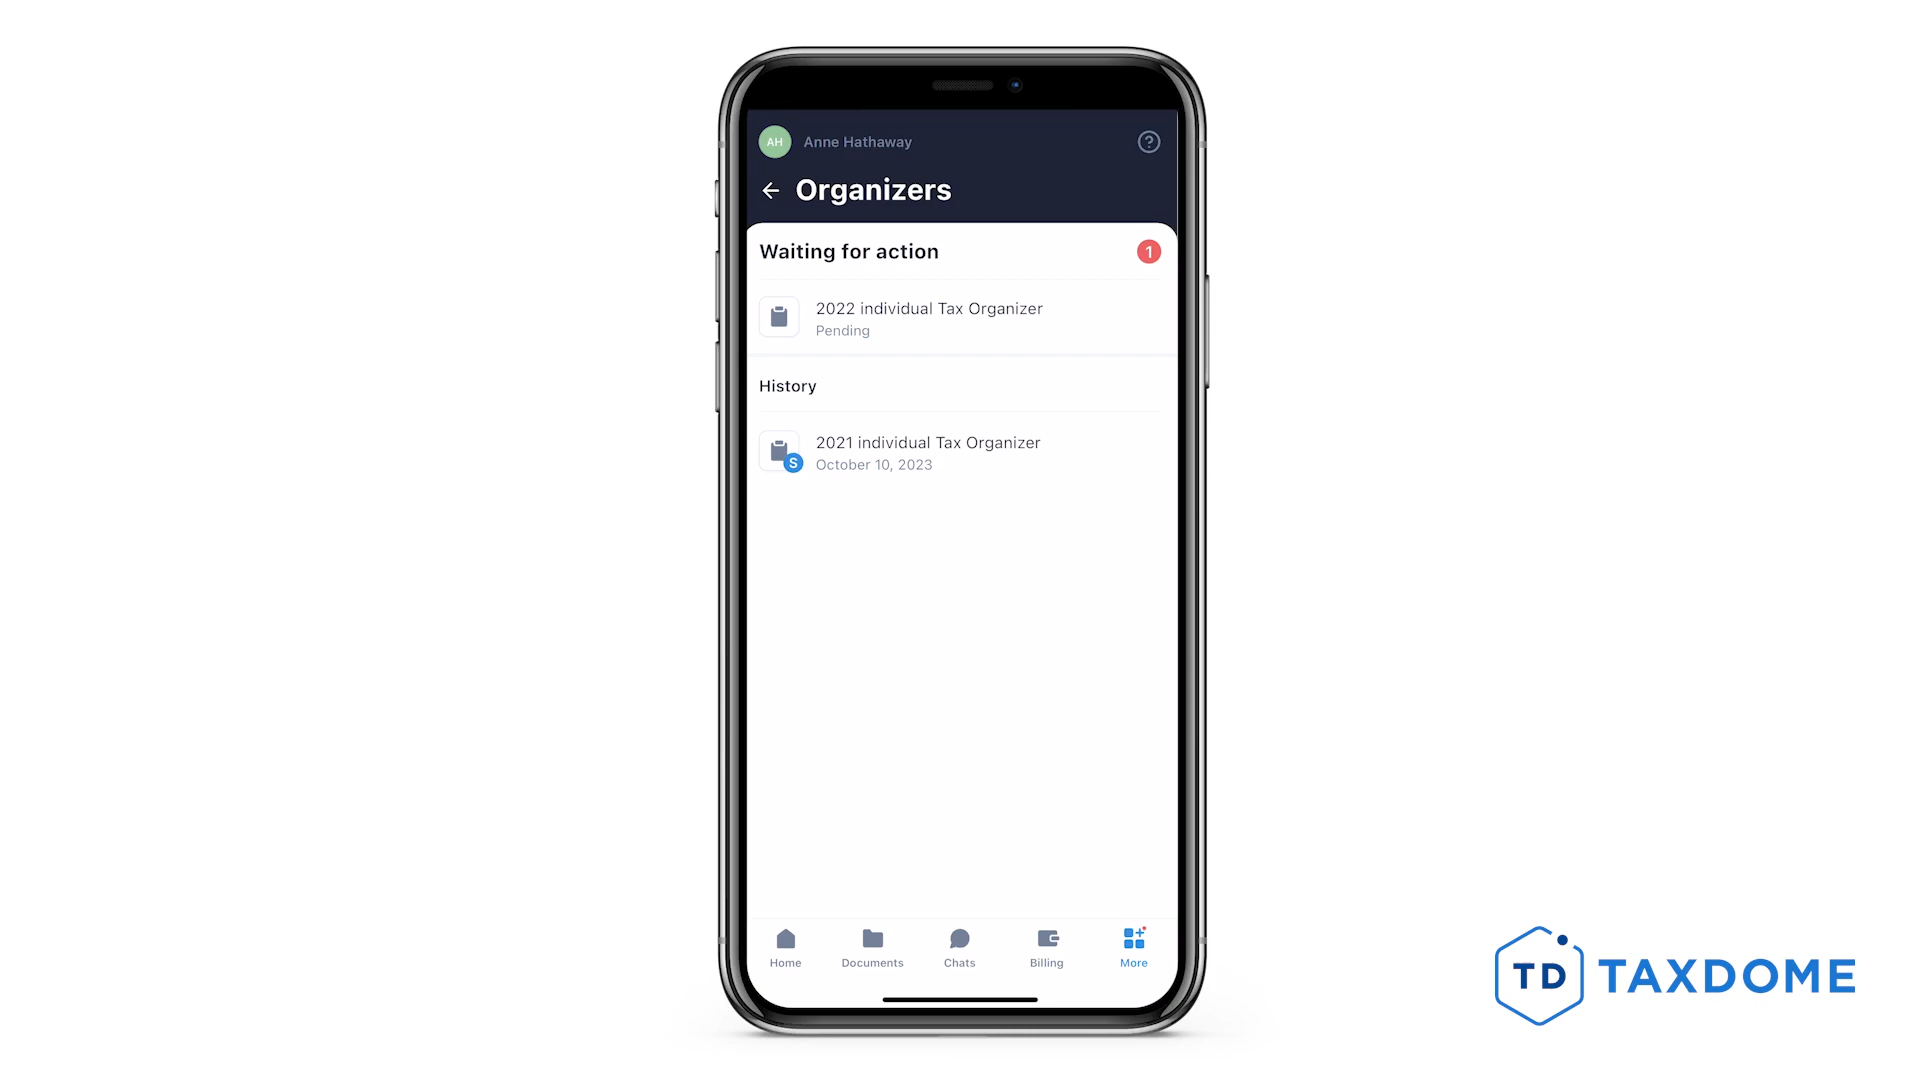 AH Anne Hathaway
Organizers
Waiting for action 1
2022 individual Tax Organizer
Pending
History
2021 individual Tax Organizer
S October 10, 2023
Home Documents Chats Billing More
TD TAXDOME